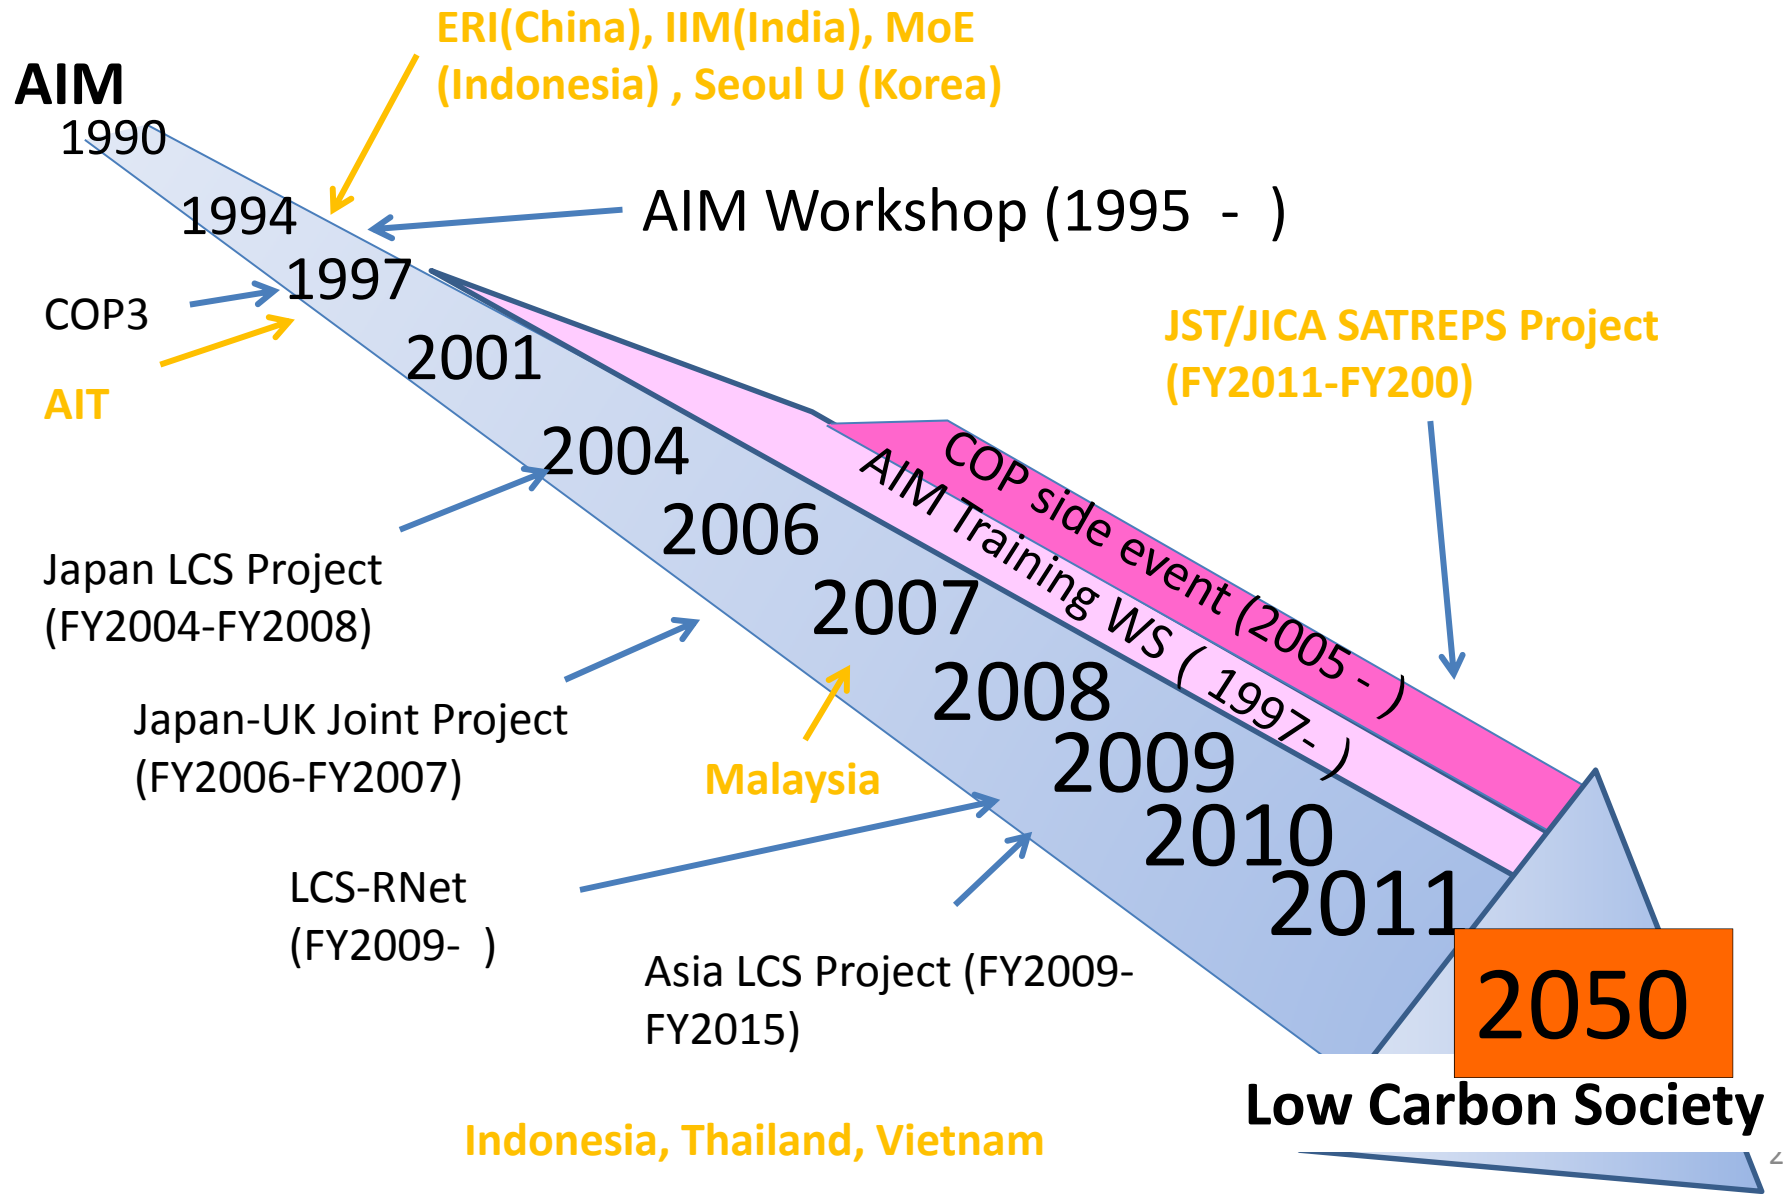 ERI(China), IIM(India), MoE
(Indonesia) , Seoul U (Korea)
AIM
1990
1994
AIM Workshop (1995 - )
1997
COP3
AIT
2001
JST/JICA SATREPS Project
(FY2011-FY200)
2004
COP side event (2005 - )
AIM Training WS ( 1997- )
2006
Japan LCS Project
(FY2004-FY2008)
2007
2008
Japan-UK Joint Project
(FY2006-FY2007)
Malaysia
2009
2010
LCS-RNet
(FY2009- )
2011
Asia LCS Project (FY2009-
FY2015)
2050
Low Carbon Society
Indonesia, Thailand, Vietnam
2